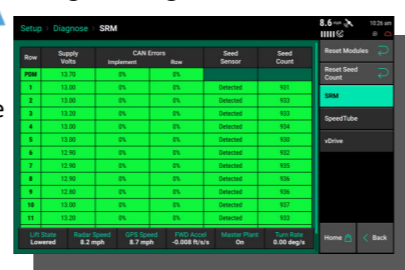 Setup > Diagnose > SRM
8.6 mph 10:26 am
Row Supply Volts CAN Errors Implement Row Seed Sensor Seed Count
PDM 13.70 0% 0%
1 13.00 0% 0% Detected 931
2 13.00 0% 0% Detected 933
3 13.20 0% 0% Detected 933
4 13.00 0% 0% Detected 934
5 13.00 0% 0% Detected 930
6 12.90 0% 0% Detected 932
7 12.90 0% 0% Detected 935
8 12.90 0% 0% Detected 936
9 12.80 0% 0% Detected 936
10 13.00 0% 0% Detected 937
11 13.20 0% 0% Detected 933
Reset Modules
Reset Seed Count
SRM
SpeedTube
vDrive
Lift State Radar Speed GPS Speed FWD Accel Master Plant Turn Rate
Lowered 8.2 mph 8.7 mph -0.008 ft/s/s On 0.00 deg/s
Home < Back